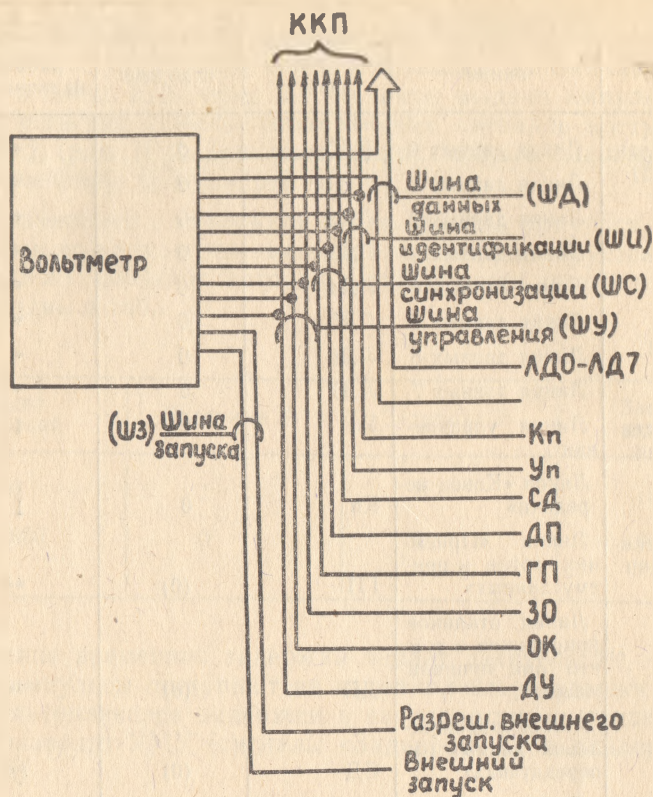 ККП
Шина
данных (ШД)
Шина
идентификации (ШИ)
Вольтметр
Шина
синхронизации (ШС)
Шина
управления (ШУ)
ЛД0-ЛД7
(ШЗ) Шина
запуска
Кп
Уп
СД
ДП
ГП
ЗО
ОК
ДУ
Разреш. внешнего
запуска
Внешний
запуск